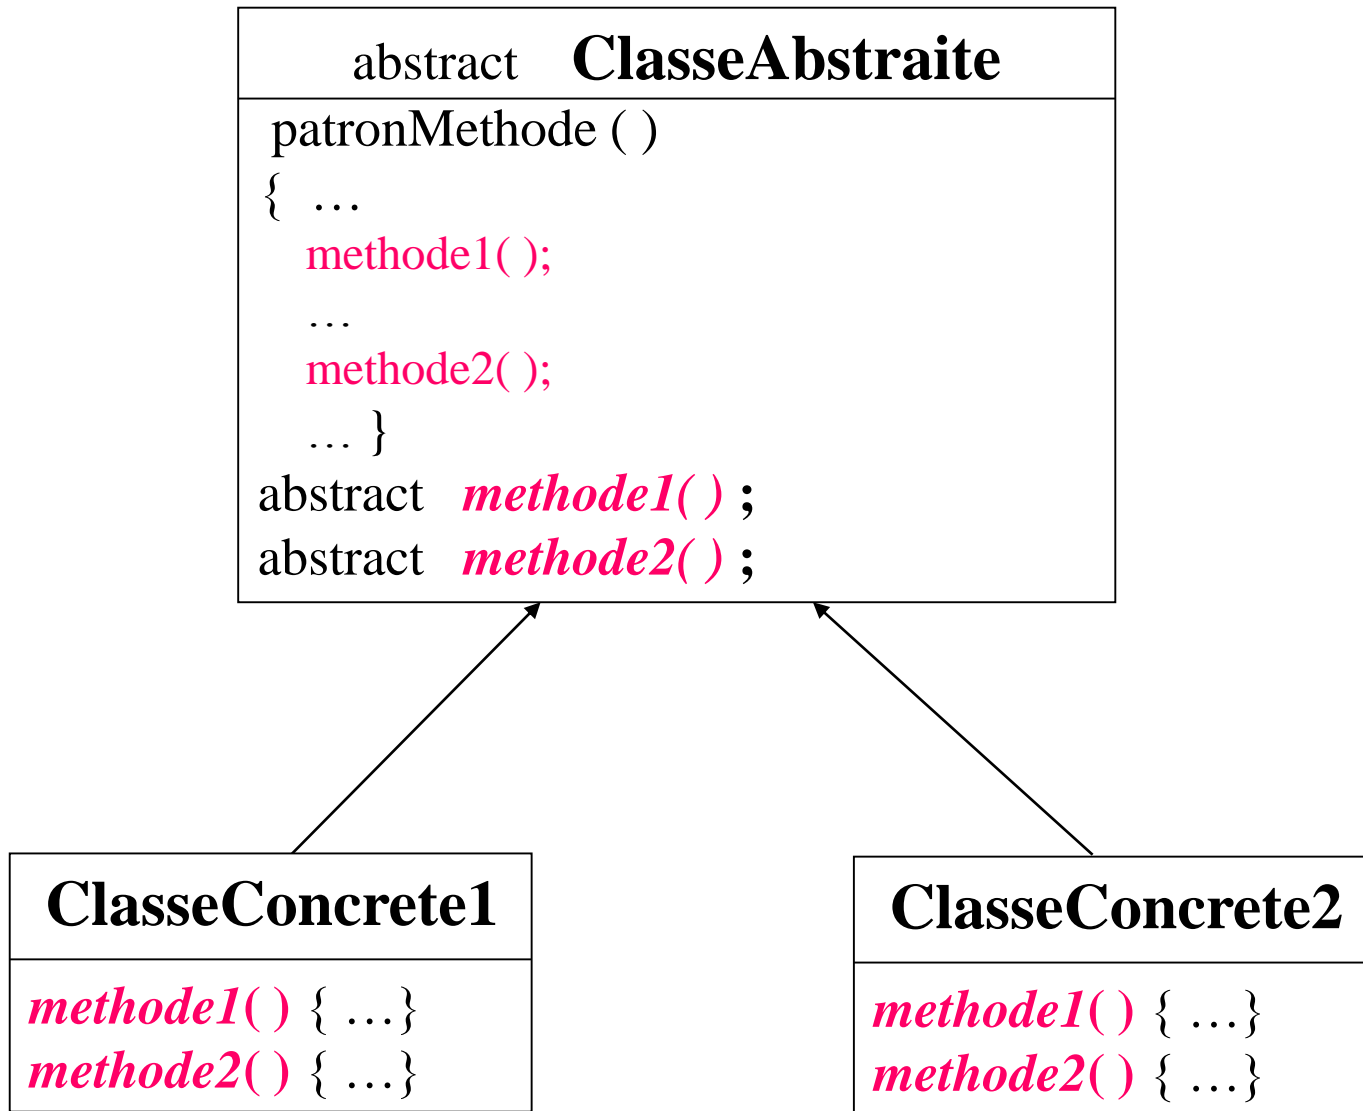 abstract ClasseAbstraite
patronMethode ( )
{ …
methode1( );
…
methode2( );
… }
abstract methode1( ) ;
abstract methode2( ) ;
ClasseConcrete1
methode1( ) { …}
methode2( ) { …}
ClasseConcrete2
methode1( ) { …}
methode2( ) { …}